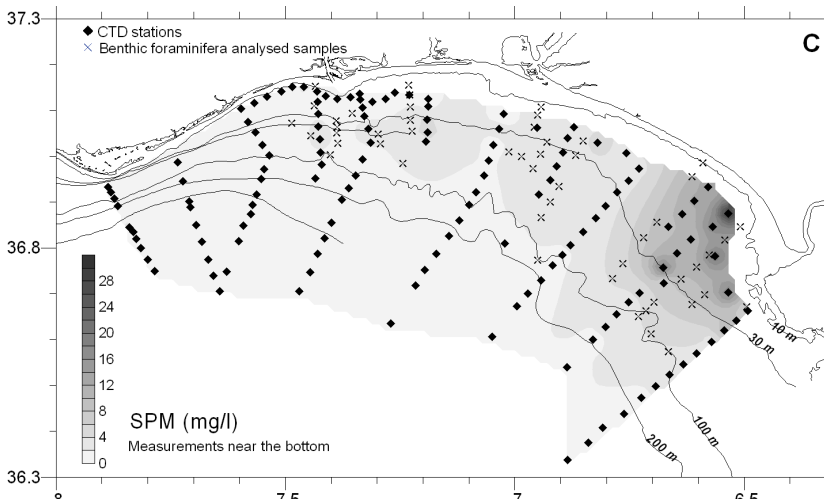 37.3
CTD stations
Benthic foraminifera analysed samples
C
36.8
28
24
20
16
12
8
4
0
SPM (mg/l)
Measurements near the bottom
10 m
30 m
100 m
200 m
36.3
8
7.5
7
6.5